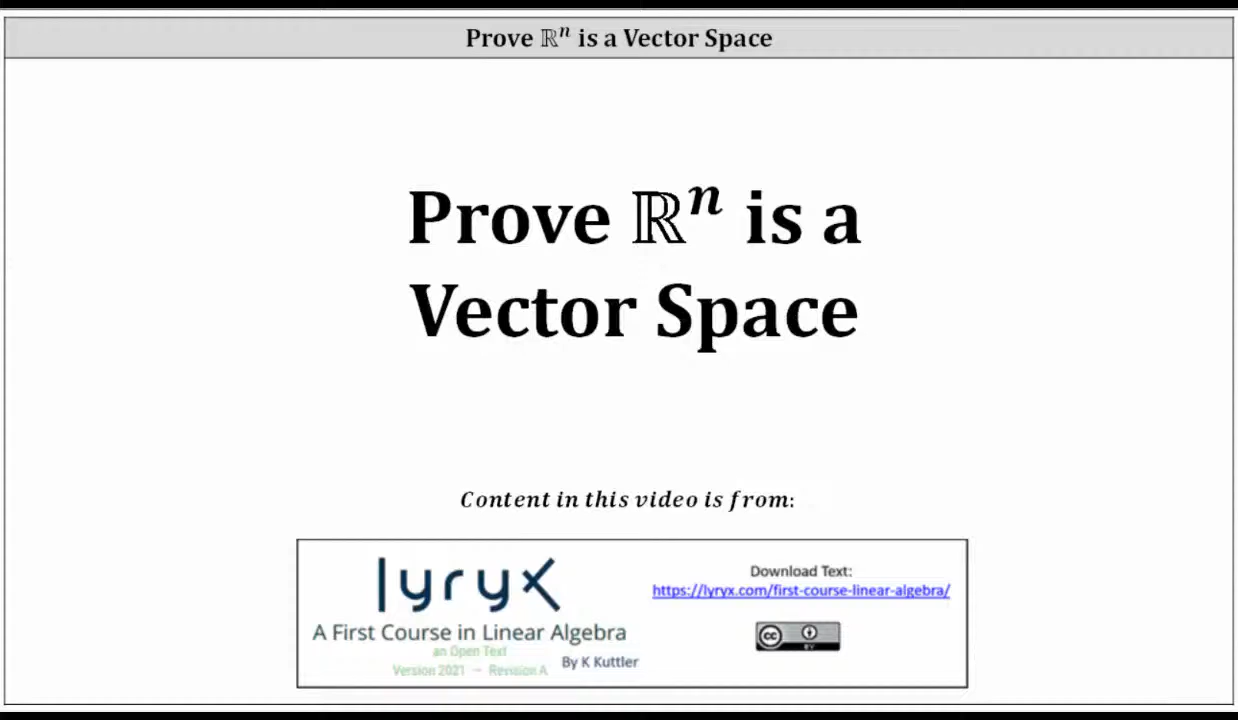 Prove ℝⁿ is a Vector Space
Prove ℝⁿ is a
Vector Space
Content in this video is from:
lyryx
A First Course in Linear Algebra
an Open Text
Version 2021 — Revision A
By K Kuttler
Download Text:
https://lyryx.com/first-course-linear-algebra/
cc
BY